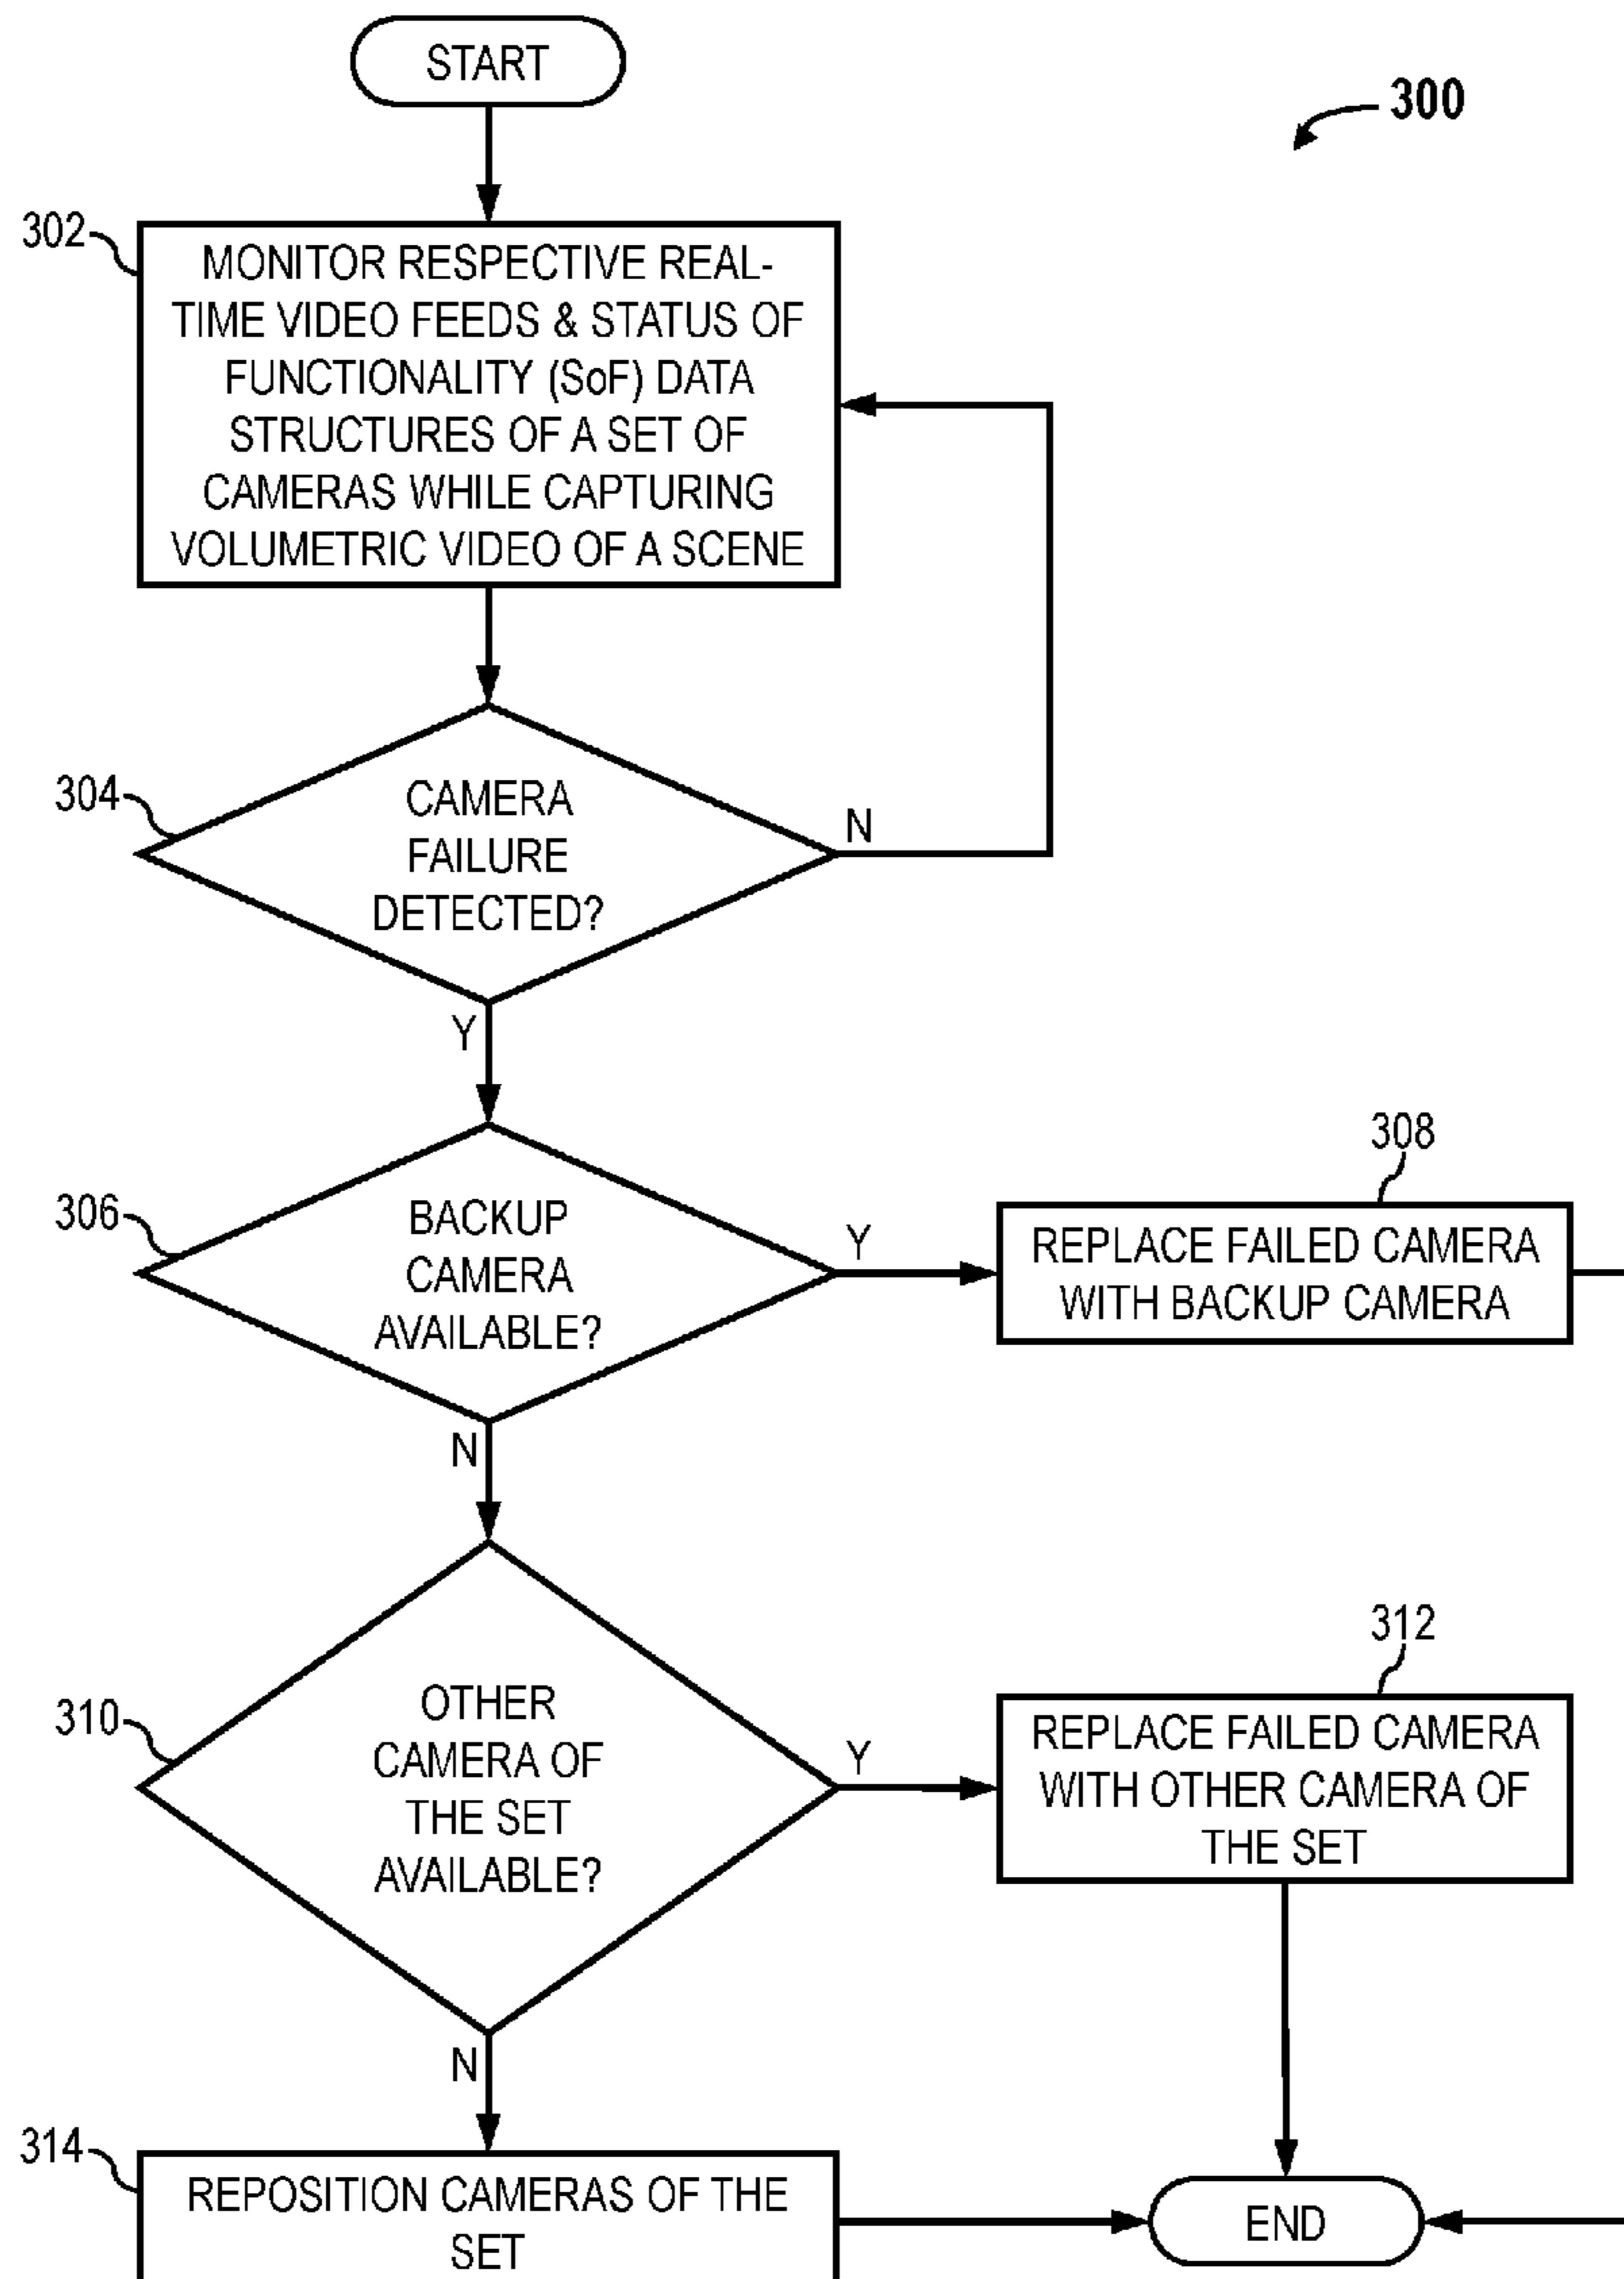 START
300
302
MONITOR RESPECTIVE REAL-
TIME VIDEO FEEDS & STATUS OF
FUNCTIONALITY (SoF) DATA
STRUCTURES OF A SET OF
CAMERAS WHILE CAPTURING
VOLUMETRIC VIDEO OF A SCENE
304
CAMERA
FAILURE
DETECTED?
N
Y
306
BACKUP
CAMERA
AVAILABLE?
Y
308
REPLACE FAILED CAMERA
WITH BACKUP CAMERA
N
310
OTHER
CAMERA OF
THE SET
AVAILABLE?
Y
312
REPLACE FAILED CAMERA
WITH OTHER CAMERA OF
THE SET
N
314
REPOSITION CAMERAS OF THE
SET
END